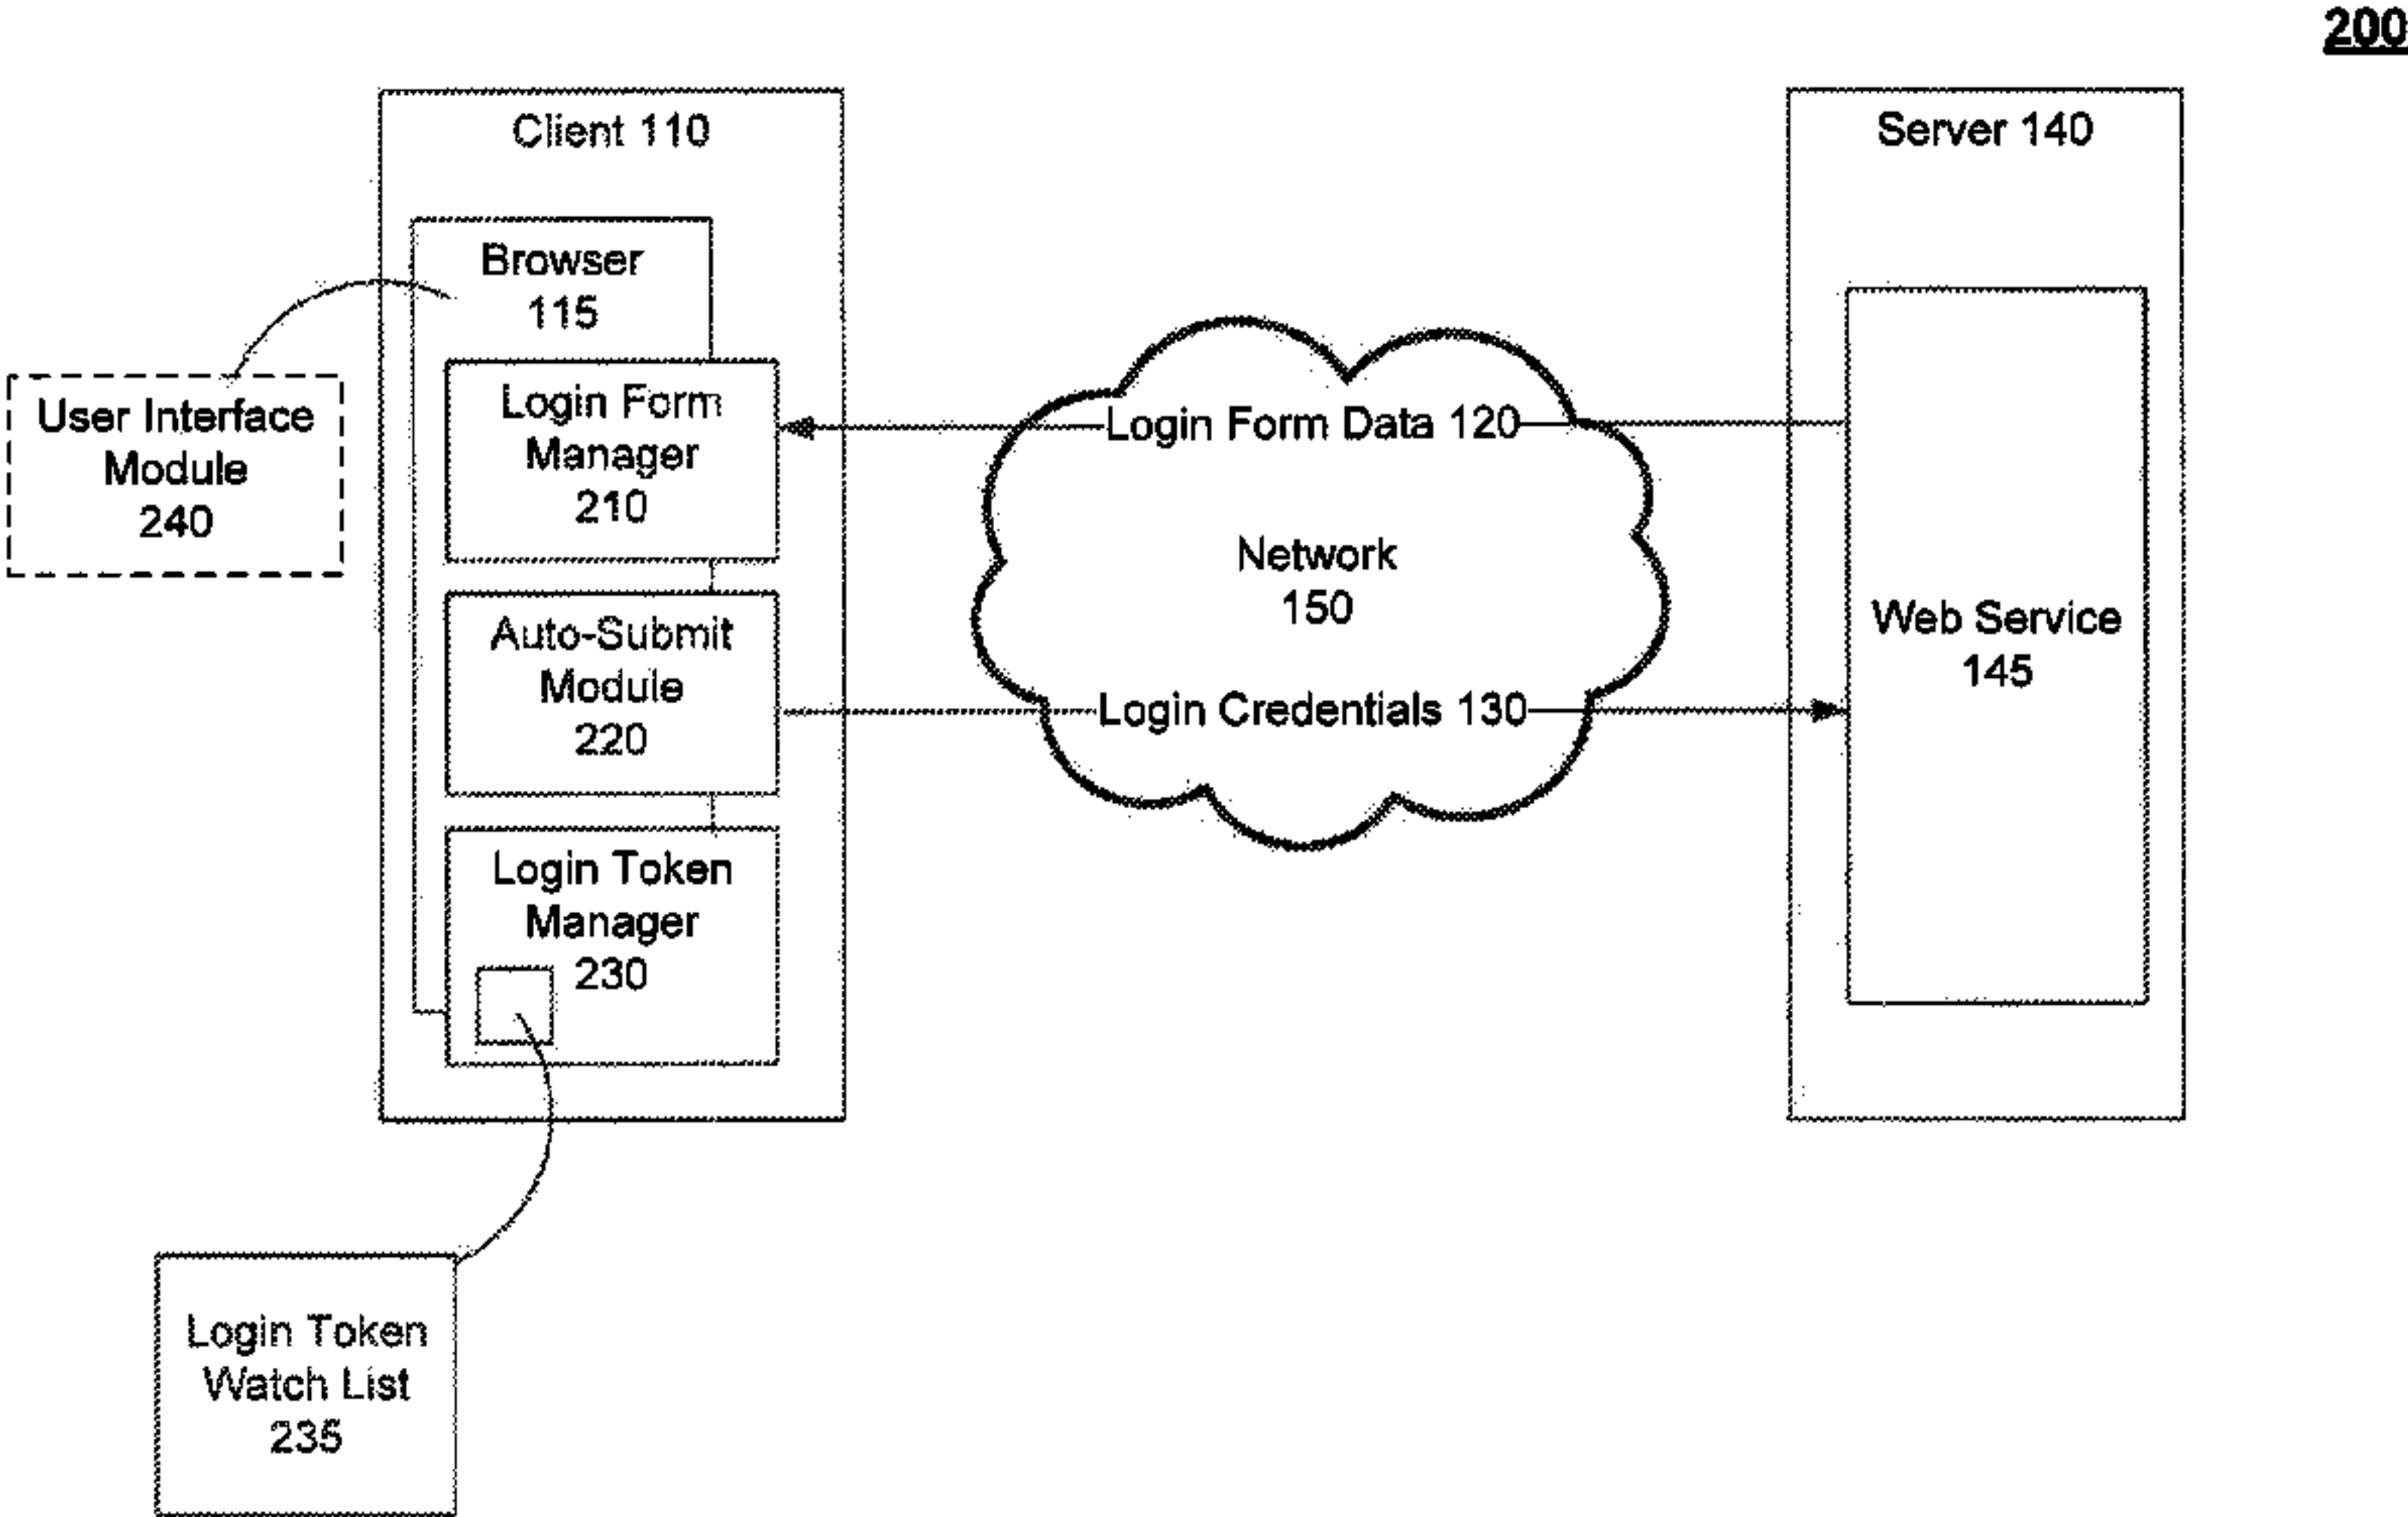 200
Client 110
Server 140
Browser
115
User Interface
Module
240
Login Form
Manager
210
Login Form Data 120
Network
150
Auto-Submit
Module
220
Login Credentials 130
Web Service
145
Login Token
Manager
230
Login Token
Watch List
235